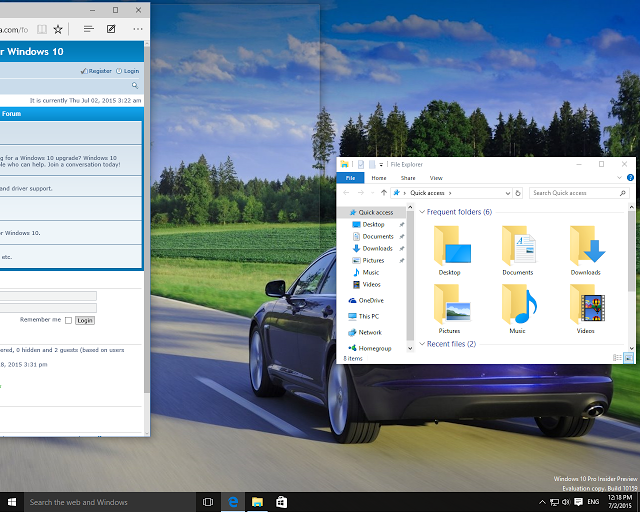 a.com/fo
r Windows 10
Register Login
It is currently Thu Jul 02, 2015 3:22 am
Forum
g for a Windows 10 upgrade? Windows 10
le who can help. Join a conversation today!
and driver support.
r Windows 10.
etc.
Remember me Login
ered, 0 hidden and 2 guests (based on users
8, 2015 3:31 pm
File Explorer
File Home Share View
Quick access
Search Quick access
Quick access
Desktop
Documents
Downloads
Pictures
Music
Videos
OneDrive
This PC
Network
Homegroup
8 items
Frequent folders (6)
Desktop Documents Downloads
Pictures Music Videos
Recent files (2)
Windows 10 Pro Insider Preview
Evaluation copy. Build 10159
Search the web and Windows
ENG
12:18 PM
7/2/2015